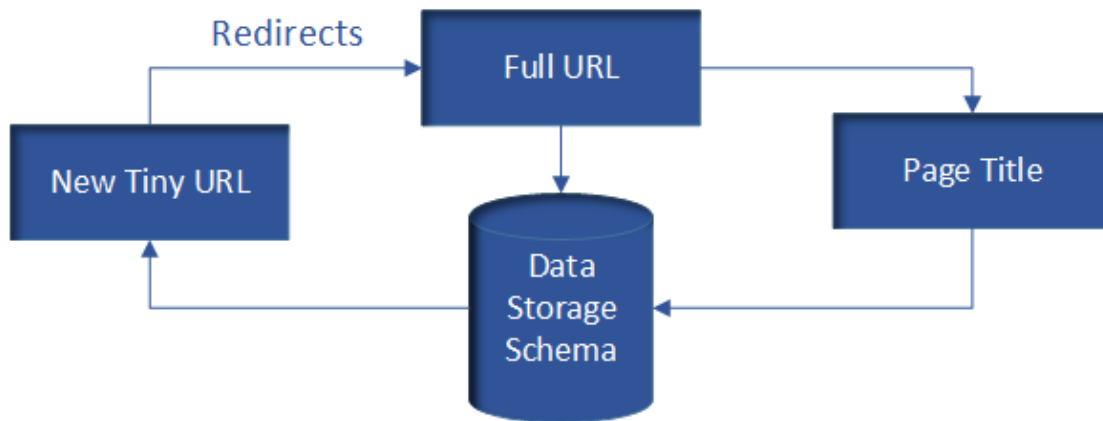 Redirects
Full URL
New Tiny URL
Page Title
Data
Storage
Schema